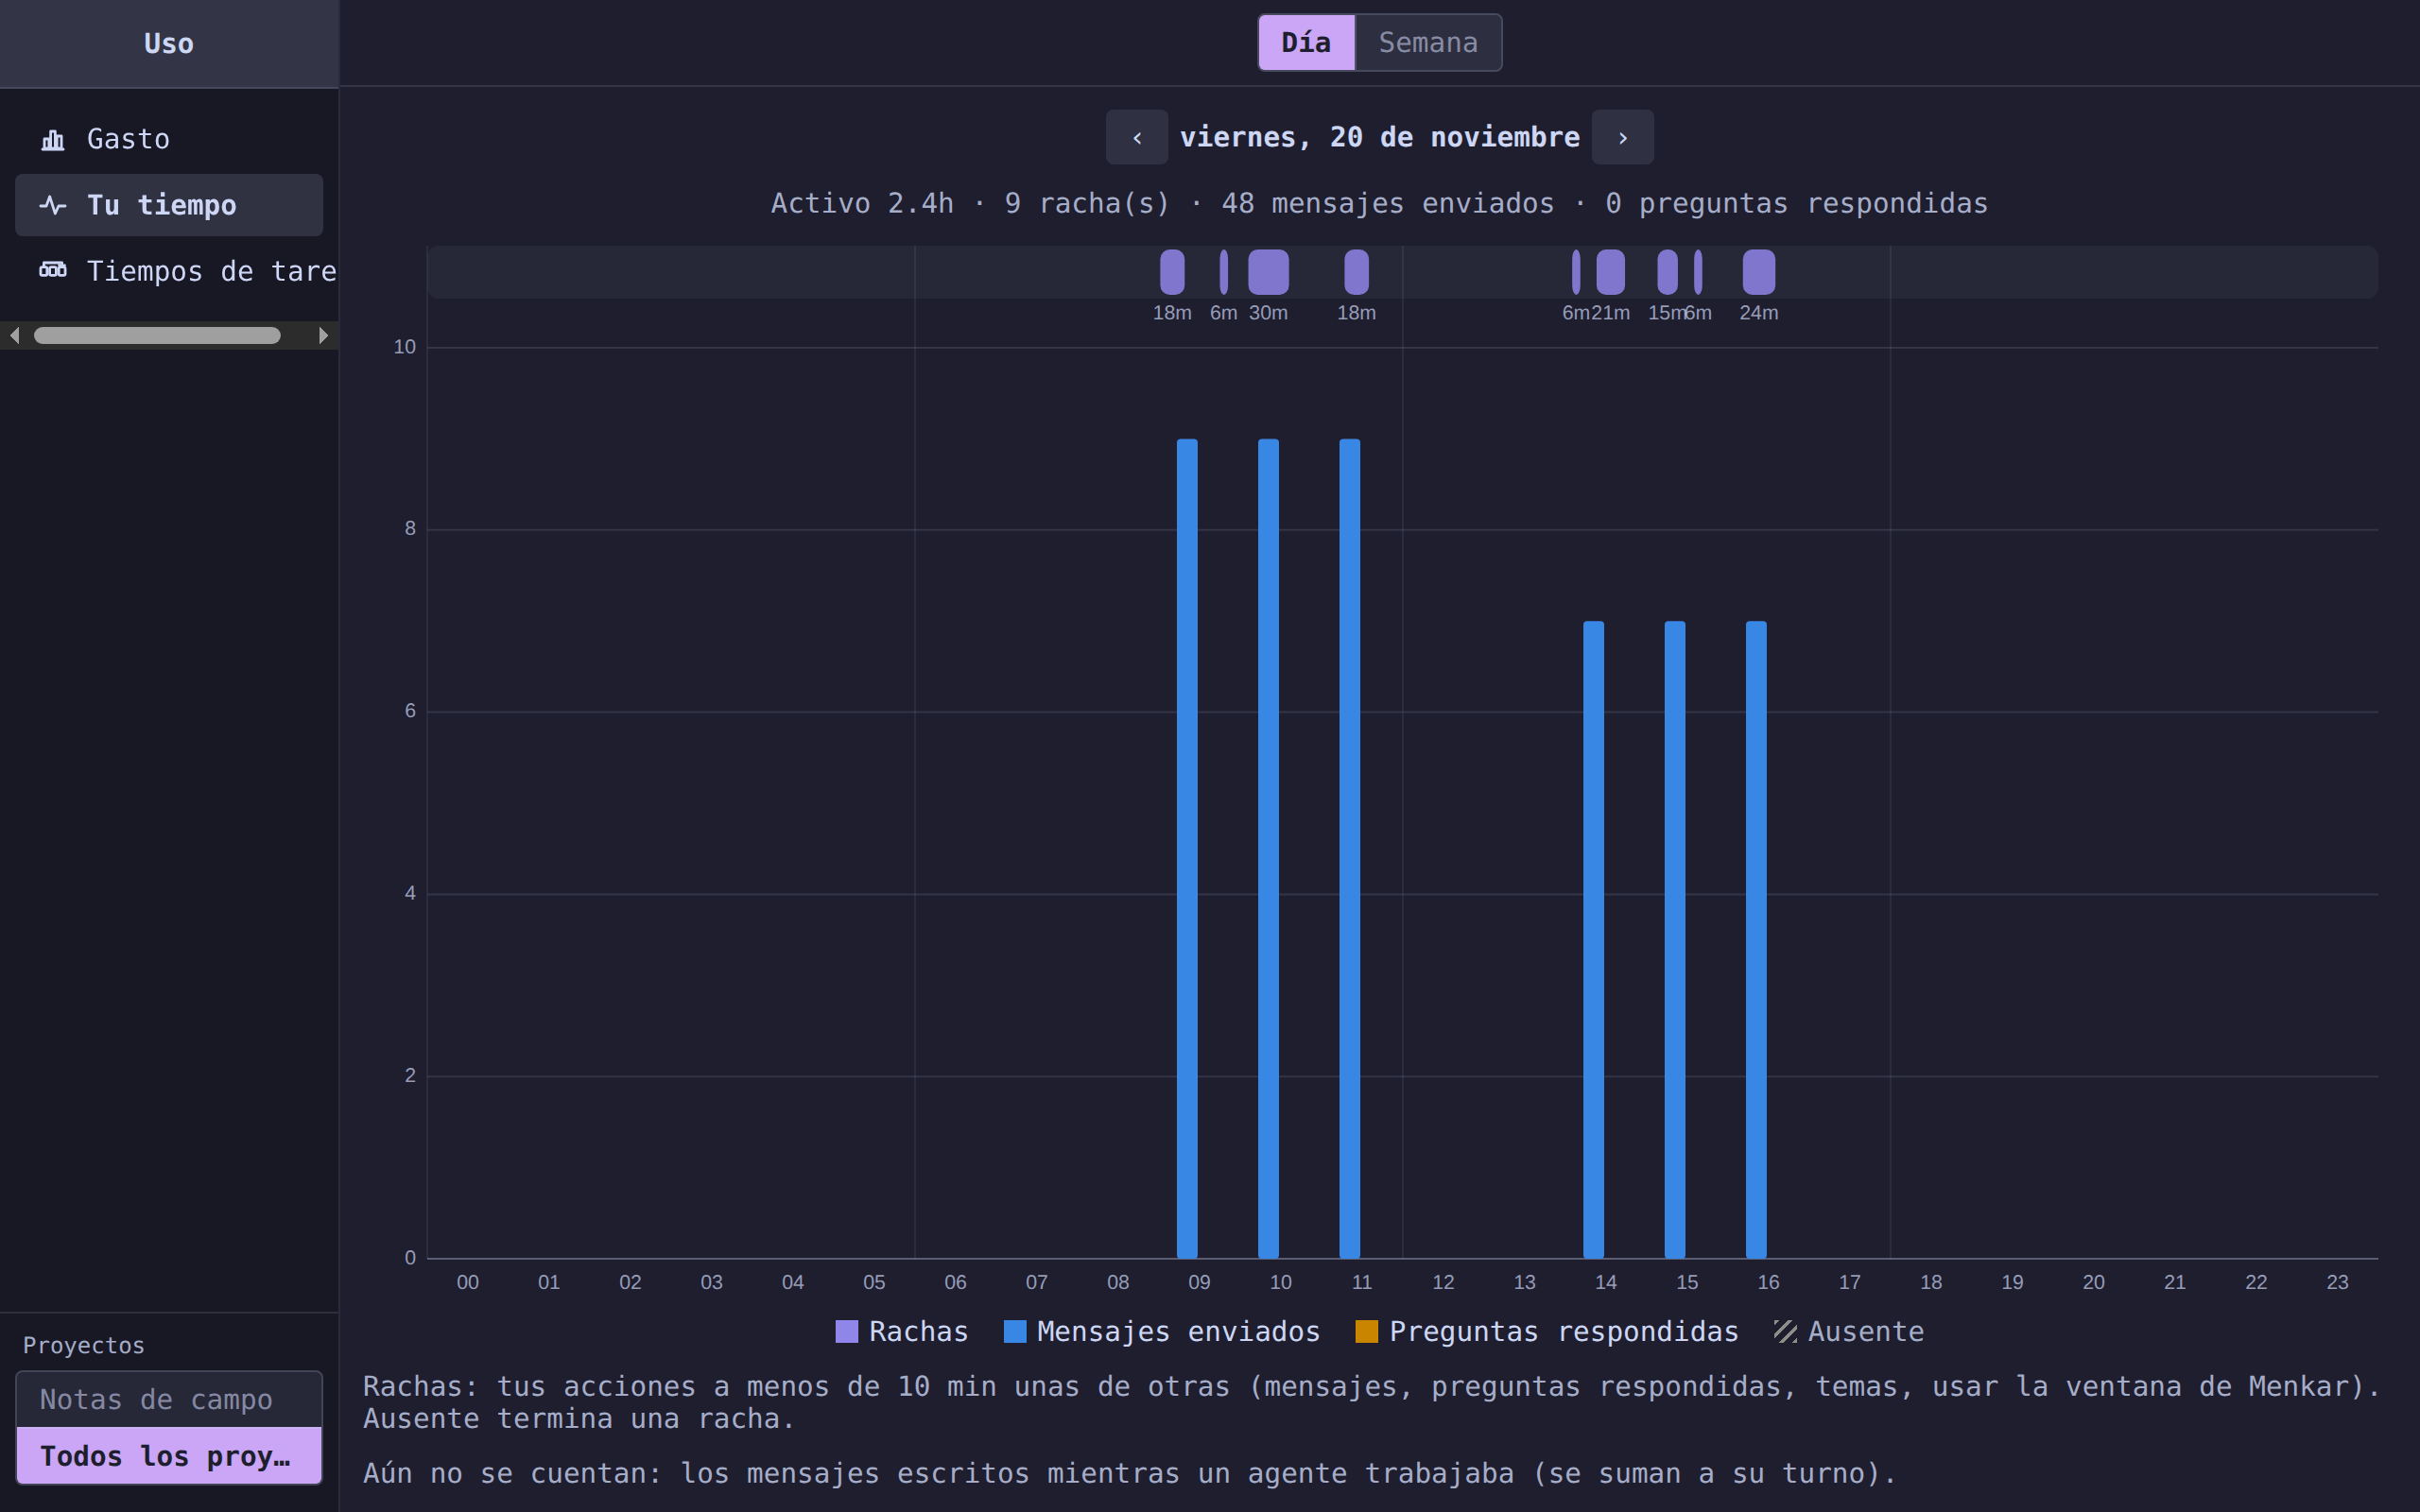 Uso
Gasto
Tu tiempo
Tiempos de tare
Proyectos
Notas de campo
Todos los proy…
Día
Semana
‹ viernes, 20 de noviembre ›
Activo 2.4h · 9 racha(s) · 48 mensajes enviados · 0 preguntas respondidas
18m 6m 30m 18m 6m 21m 15m 6m 24m
10
8
6
4
2
0
00 01 02 03 04 05 06 07 08 09 10 11 12 13 14 15 16 17 18 19 20 21 22 23
Rachas Mensajes enviados Preguntas respondidas Ausente
Rachas: tus acciones a menos de 10 min unas de otras (mensajes, preguntas respondidas, temas, usar la ventana de Menkar).
Ausente termina una racha.
Aún no se cuentan: los mensajes escritos mientras un agente trabajaba (se suman a su turno).